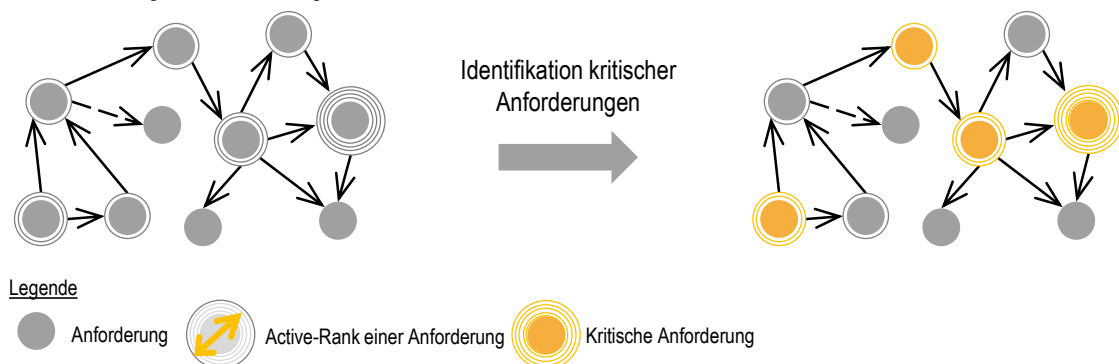 Identifikation kritischer
Anforderungen
Legende
Anforderung
Active-Rank einer Anforderung
Kritische Anforderung